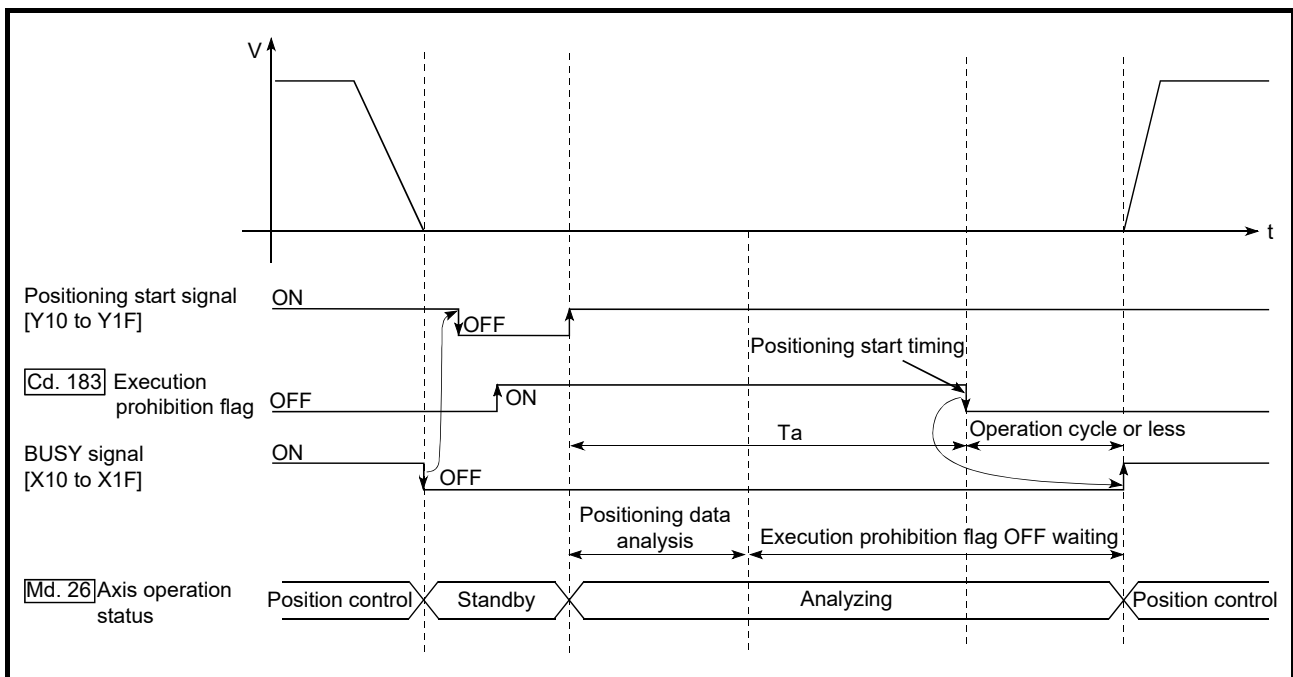 V
t
Positioning start signal
[Y10 to Y1F]
ON
OFF
Positioning start timing
Cd. 183 Execution
prohibition flag
OFF
ON
Ta
Operation cycle or less
BUSY signal
[X10 to X1F]
ON
OFF
Positioning data
analysis
Execution prohibition flag OFF waiting
Md. 26 Axis operation
status
Position control
Standby
Analyzing
Position control